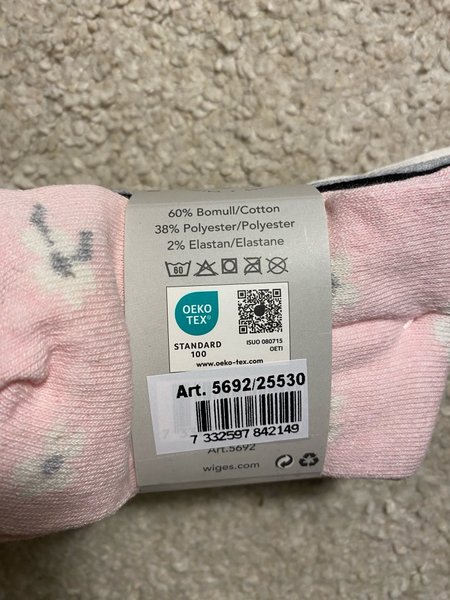 60% Bomull/Cotton
38% Polyester/Polyester
2% Elastan/Elastane
60
OEKO
TEX®
STANDARD
100
ISUO 080715
OETI
www.oeko-tex.com
Art. 5692/25530
7 332597 842149
Art.5692
wiges.com